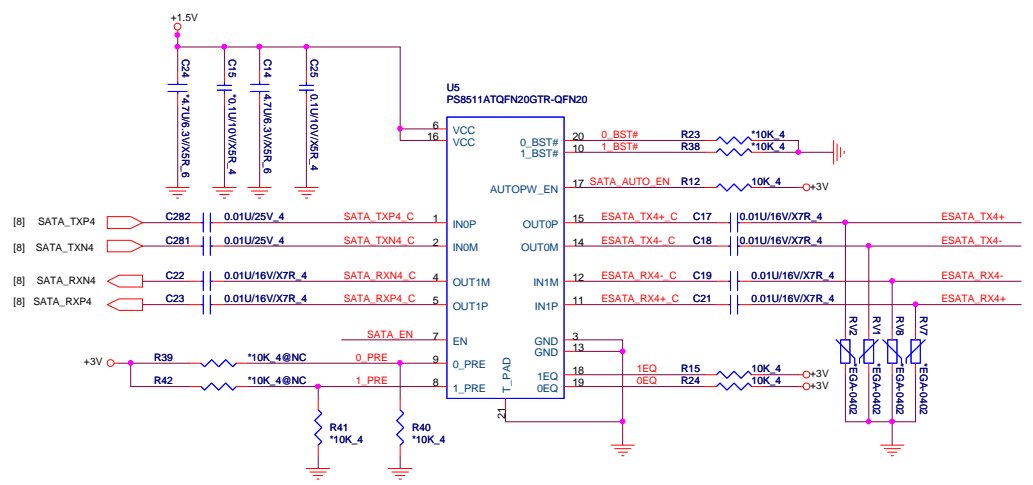 +1.5V
C24
*4.7U/6.3V/X5R_6
C15
*0.1U/10V/X5R_4
C14
4.7U/6.3V/X5R_6
C25
0.1U/10V/X5R_4
U5
PS8511ATQFN20GTR-QFN20
6 VCC
16 VCC
0_BST# 20 0_BST# R23 *10K_4
1_BST# 10 1_BST# R38 *10K_4
AUTOPW_EN 17 SATA_AUTO_EN R12 10K_4 +3V
[8] SATA_TXP4 C282 0.01U/25V_4 SATA_TXP4_C 1 IN0P OUT0P 15 ESATA_TX4+_C C17 0.01U/16V/X7R_4 ESATA_TX4+
[8] SATA_TXN4 C281 0.01U/25V_4 SATA_TXN4_C 2 IN0M OUT0M 14 ESATA_TX4-_C C18 0.01U/16V/X7R_4 ESATA_TX4-
[8] SATA_RXN4 C22 0.01U/16V/X7R_4 SATA_RXN4_C 4 OUT1M IN1M 12 ESATA_RX4-_C C19 0.01U/16V/X7R_4 ESATA_RX4-
[8] SATA_RXP4 C23 0.01U/16V/X7R_4 SATA_RXP4_C 5 OUT1P IN1P 11 ESATA_RX4+_C C21 0.01U/16V/X7R_4 ESATA_RX4+
SATA_EN 7 EN GND 3
GND 13
+3V R39 *10K_4@NC 0_PRE 9 0_PRE
R42 *10K_4@NC 1_PRE 8 1_PRE
1EQ 18 1EQ R15 10K_4 +3V
0EQ 19 0EQ R24 10K_4 +3V
T_PAD
21
R41
*10K_4
R40
*10K_4
RV2
*EGA-0402
RV1
*EGA-0402
RV8
*EGA-0402
RV7
*EGA-0402